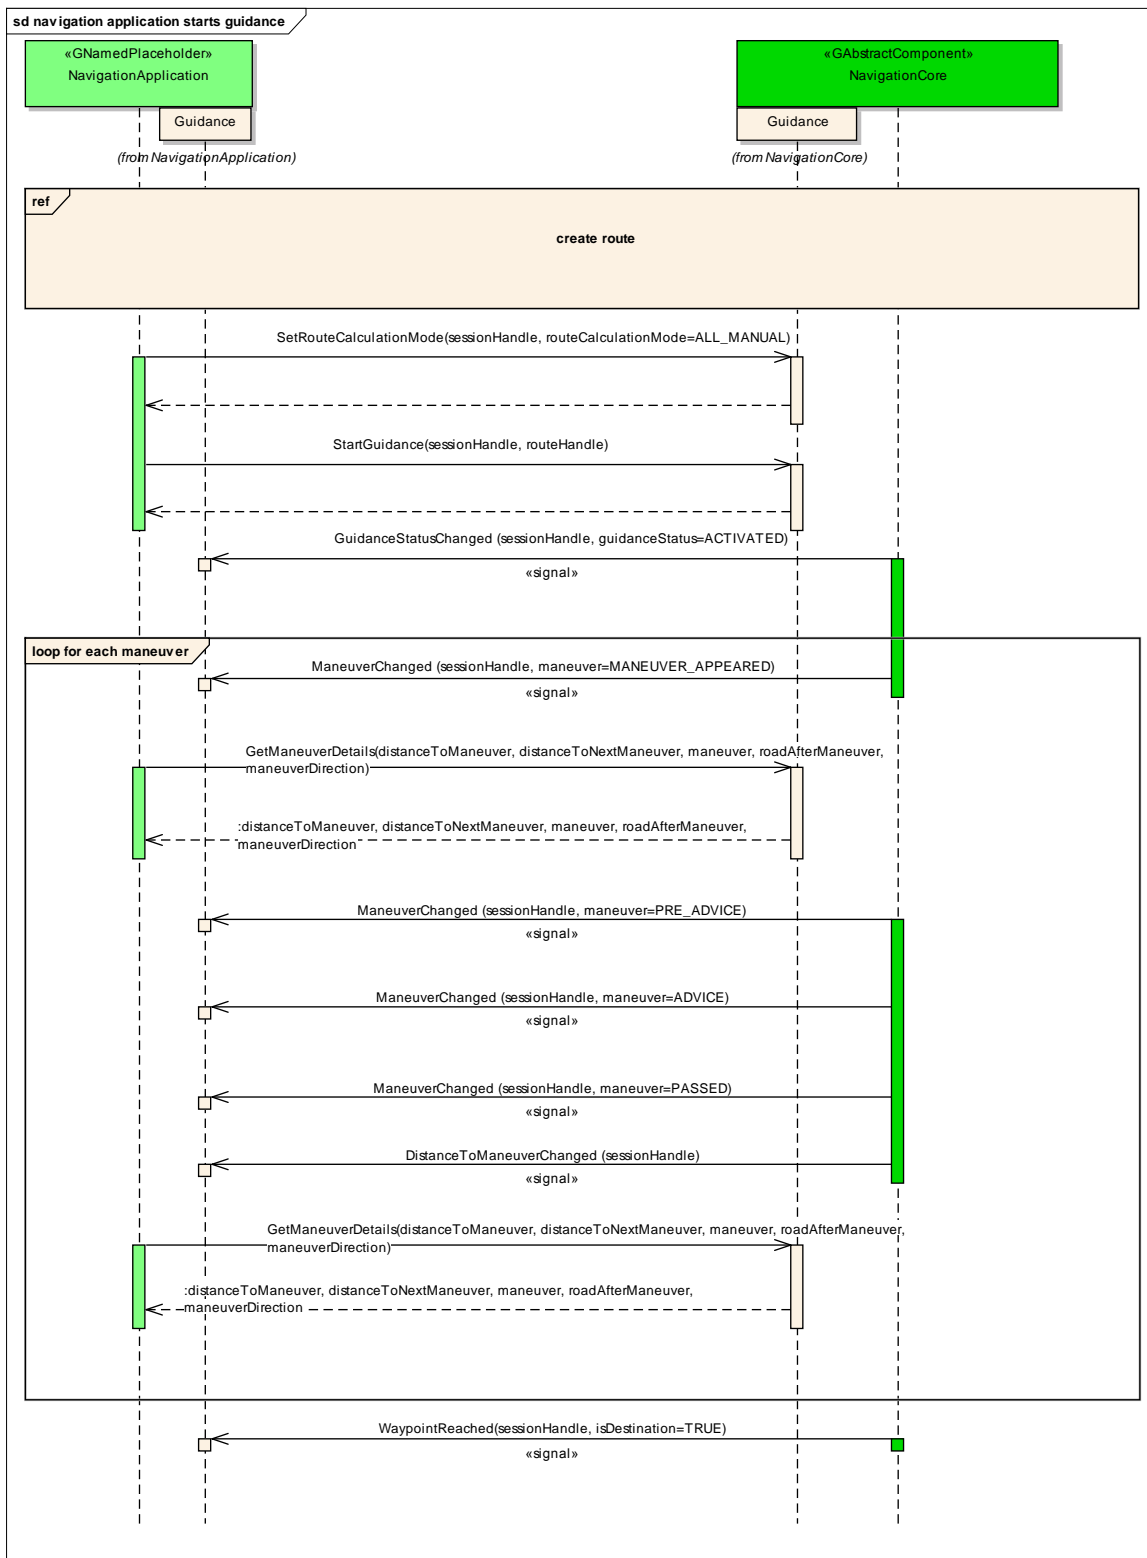 sd navigation application starts guidance
«GNamedPlaceholder»
NavigationApplication
«GAbstractComponent»
NavigationCore
Guidance
Guidance
(from NavigationApplication)
(from NavigationCore)
ref
create route
SetRouteCalculationMode(sessionHandle, routeCalculationMode=ALL_MANUAL)
StartGuidance(sessionHandle, routeHandle)
GuidanceStatusChanged (sessionHandle, guidanceStatus=ACTIVATED)
«signal»
loop for each maneuver
ManeuverChanged (sessionHandle, maneuver=MANEUVER_APPEARED)
«signal»
GetManeuverDetails(distanceToManeuver, distanceToNextManeuver, maneuver, roadAfterManeuver,
maneuverDirection)
:distanceToManeuver, distanceToNextManeuver, maneuver, roadAfterManeuver,
maneuverDirection
ManeuverChanged (sessionHandle, maneuver=PRE_ADVICE)
«signal»
ManeuverChanged (sessionHandle, maneuver=ADVICE)
«signal»
ManeuverChanged (sessionHandle, maneuver=PASSED)
«signal»
DistanceToManeuverChanged (sessionHandle)
«signal»
GetManeuverDetails(distanceToManeuver, distanceToNextManeuver, maneuver, roadAfterManeuver,
maneuverDirection)
:distanceToManeuver, distanceToNextManeuver, maneuver, roadAfterManeuver,
maneuverDirection
WaypointReached(sessionHandle, isDestination=TRUE)
«signal»